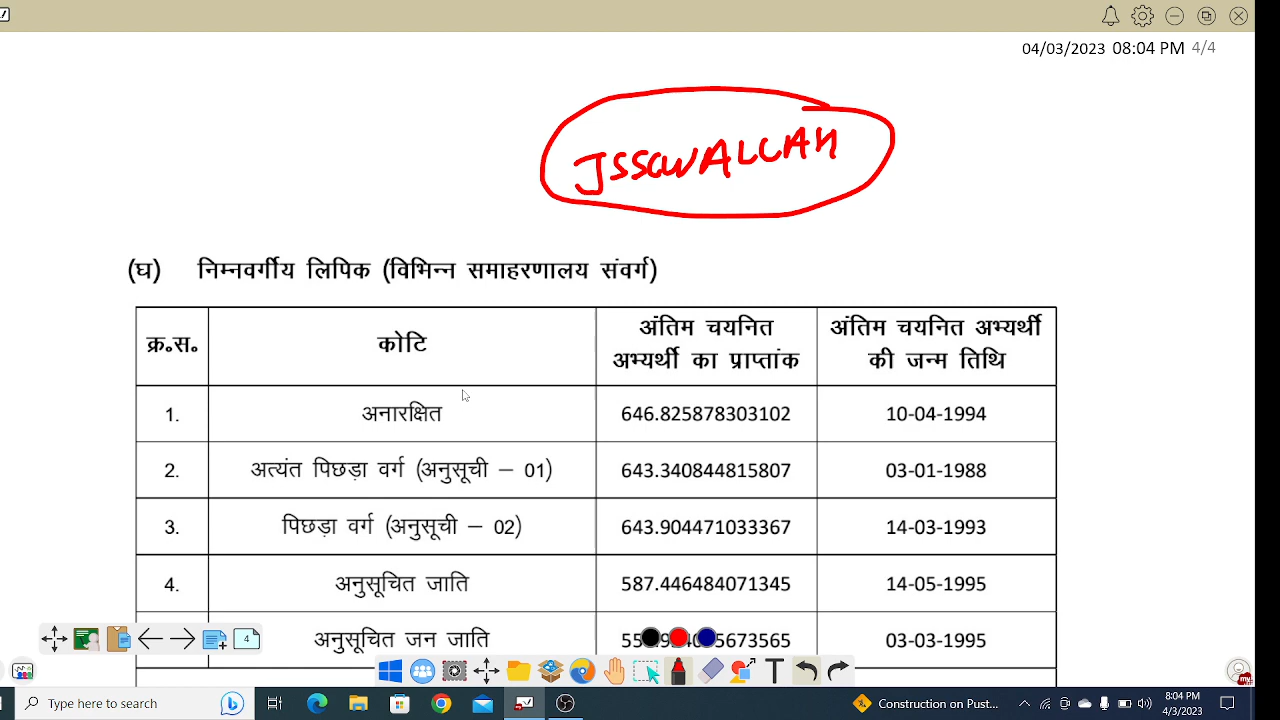 04/03/2023 08:04 PM 4/4
JSSCWALLAH
(घ) निम्नवर्गीय लिपिक (विभिन्न समाहरणालय संवर्ग)
क्र०स० कोटि अंतिम चयनित अभ्यर्थी का प्राप्तांक अंतिम चयनित अभ्यर्थी की जन्म तिथि
1. अनारक्षित 646.825878303102 10-04-1994
2. अत्यंत पिछड़ा वर्ग (अनुसूची – 01) 643.340844815807 03-01-1988
3. पिछड़ा वर्ग (अनुसूची – 02) 643.904471033367 14-03-1993
4. अनुसूचित जाति 587.446484071345 14-05-1995
अनुसूचित जन जाति 03-03-1995
4
Type here to search
Construction on Pust...
8:04 PM
4/3/2023